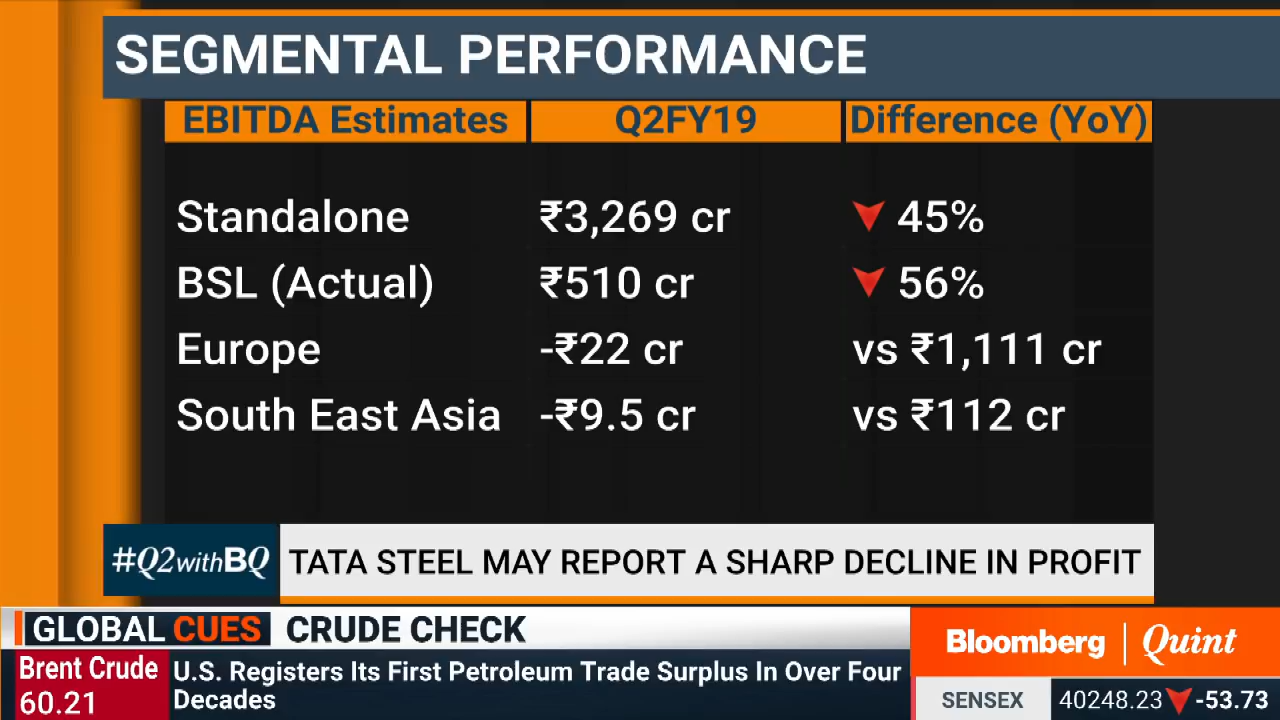 SEGMENTAL PERFORMANCE
EBITDA Estimates Q2FY19 Difference (YoY)
Standalone ₹3,269 cr 45%
BSL (Actual) ₹510 cr 56%
Europe -₹22 cr vs ₹1,111 cr
South East Asia -₹9.5 cr vs ₹112 cr
#Q2withBQ TATA STEEL MAY REPORT A SHARP DECLINE IN PROFIT
GLOBAL CUES CRUDE CHECK
Bloomberg | Quint
Brent Crude
60.21
U.S. Registers Its First Petroleum Trade Surplus In Over Four
Decades
SENSEX 40248.23 -53.73